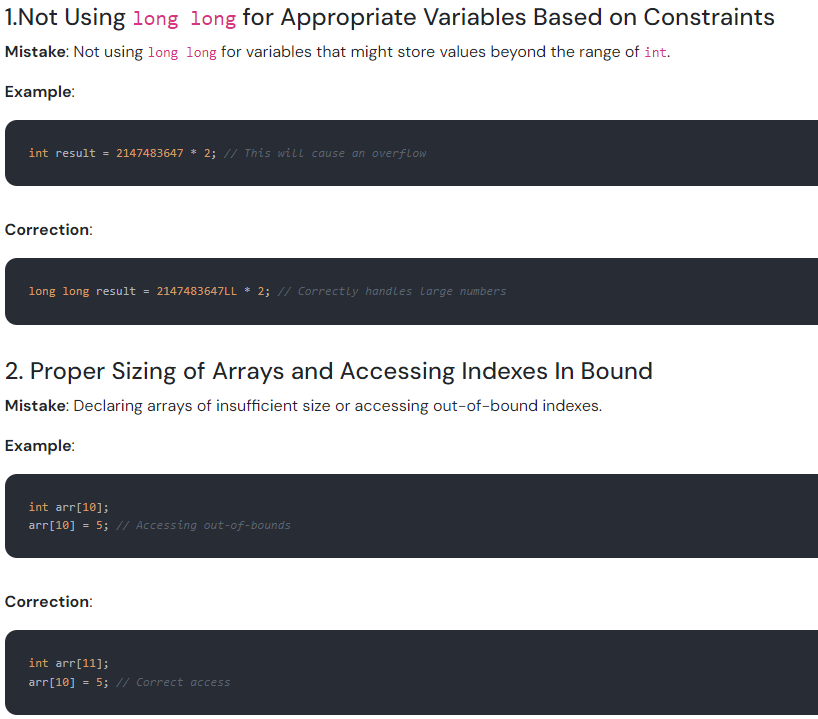 1.Not Using long long for Appropriate Variables Based on Constraints
Mistake: Not using long long for variables that might store values beyond the range of int.
Example:
int result = 2147483647 * 2; // This will cause an overflow
Correction:
long long result = 2147483647LL * 2; // Correctly handles large numbers
2. Proper Sizing of Arrays and Accessing Indexes In Bound
Mistake: Declaring arrays of insufficient size or accessing out-of-bound indexes.
Example:
int arr[10];
arr[10] = 5; // Accessing out-of-bounds
Correction:
int arr[11];
arr[10] = 5; // Correct access